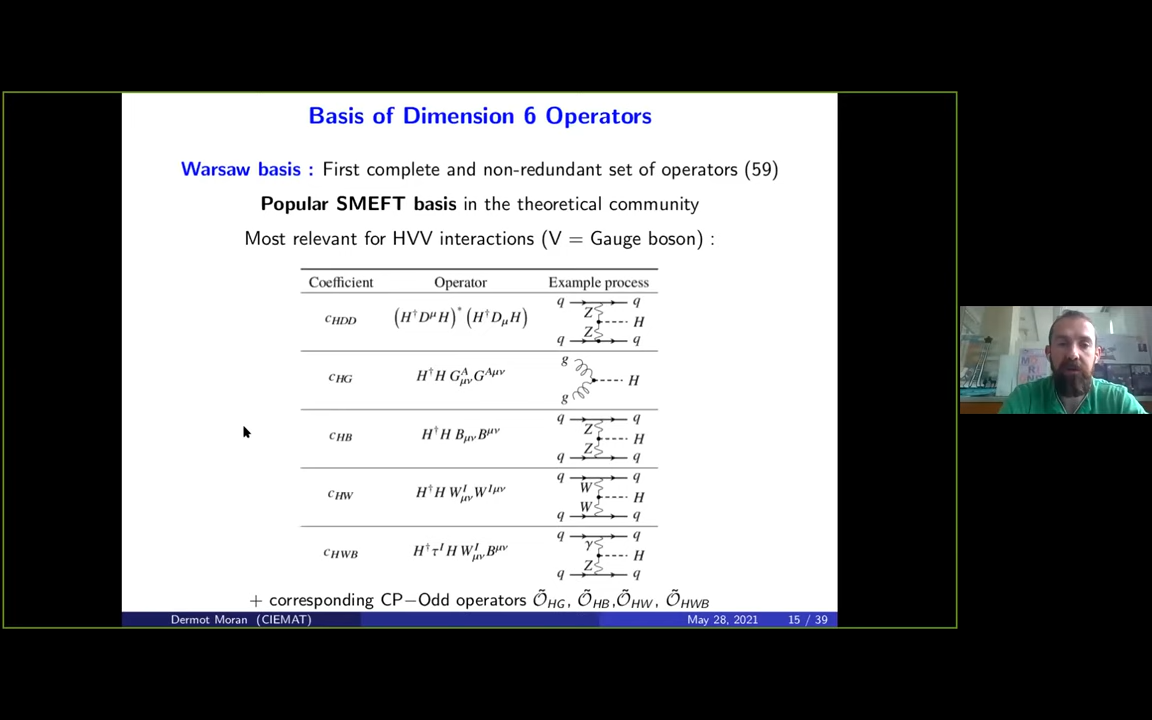 Basis of Dimension 6 Operators
Warsaw basis : First complete and non-redundant set of operators (59)
Popular SMEFT basis in the theoretical community
Most relevant for HVV interactions (V = Gauge boson) :
Coefficient Operator Example process
c_HDD (H†D^μH)^* (H†D_μH) q q Z H Z q q
c_HG H†H G^A_μν G^Aμν g H g
c_HB H†H B_μν B^μν q q Z H Z q q
c_HW H†H W^I_μν W^Iμν q q W H W q q
c_HWB H†τ^I H W^I_μν B^μν q q γ H Z q q
+ corresponding CP−Odd operators Õ_HG, Õ_HB,Õ_HW, Õ_HWB
Dermot Moran (CIEMAT) May 28, 2021 15 / 39